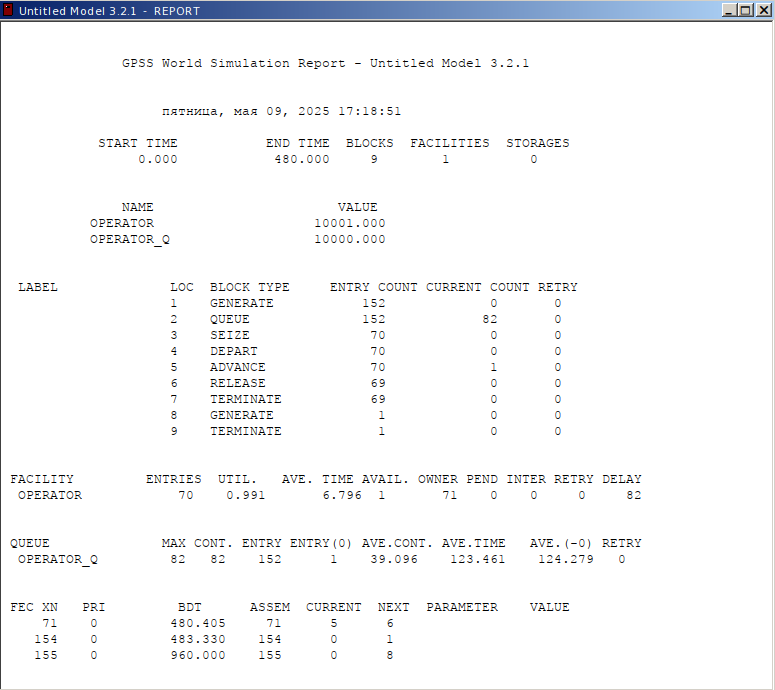 Untitled Model 3.2.1 - REPORT
GPSS World Simulation Report - Untitled Model 3.2.1
пятница, мая 09, 2025 17:18:51
START TIME END TIME BLOCKS FACILITIES STORAGES
0.000 480.000 9 1 0
NAME VALUE
OPERATOR 10001.000
OPERATOR_Q 10000.000
LABEL LOC BLOCK TYPE ENTRY COUNT CURRENT COUNT RETRY
1 GENERATE 152 0 0
2 QUEUE 152 82 0
3 SEIZE 70 0 0
4 DEPART 70 0 0
5 ADVANCE 70 1 0
6 RELEASE 69 0 0
7 TERMINATE 69 0 0
8 GENERATE 1 0 0
9 TERMINATE 1 0 0
FACILITY ENTRIES UTIL. AVE. TIME AVAIL. OWNER PEND INTER RETRY DELAY
OPERATOR 70 0.991 6.796 1 71 0 0 0 82
QUEUE MAX CONT. ENTRY ENTRY(0) AVE.CONT. AVE.TIME AVE.(-0) RETRY
OPERATOR_Q 82 82 152 1 39.096 123.461 124.279 0
FEC XN PRI BDT ASSEM CURRENT NEXT PARAMETER VALUE
71 0 480.405 71 5 6
154 0 483.330 154 0 1
155 0 960.000 155 0 8